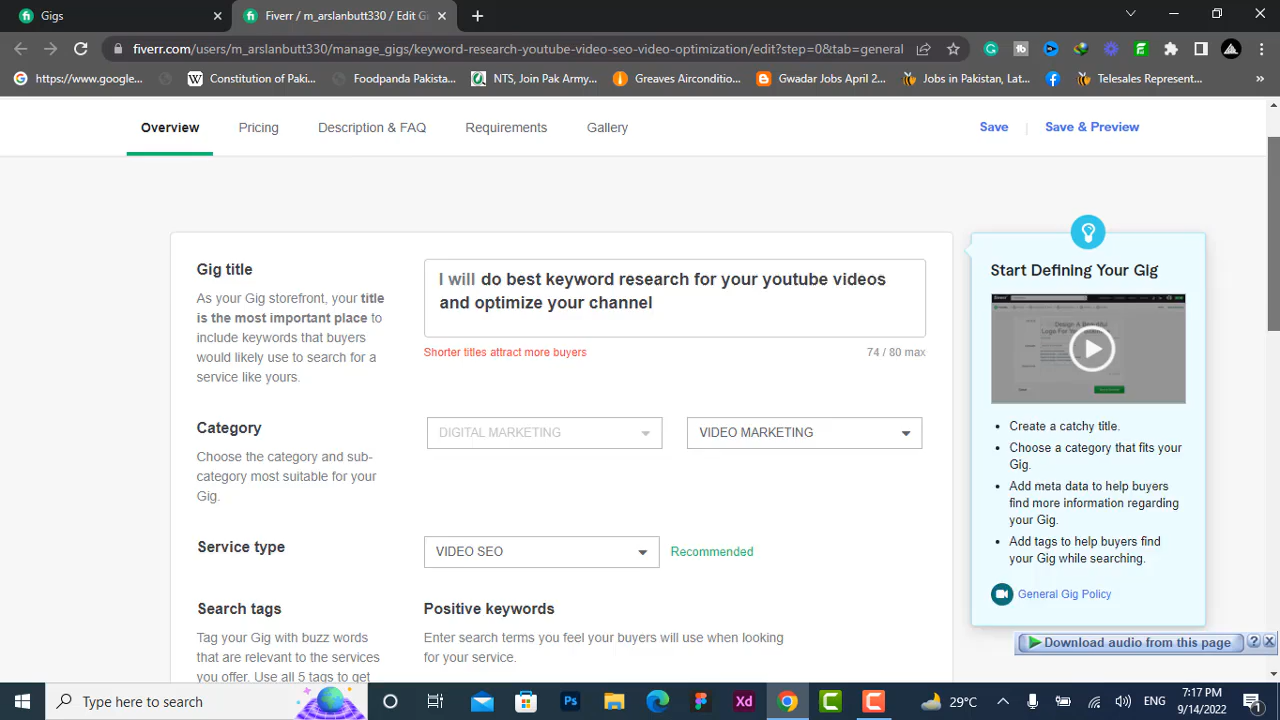 Gigs
Fiverr / m_arslanbutt330 / Edit Gi
fiverr.com/users/m_arslanbutt330/manage_gigs/keyword-research-youtube-video-seo-video-optimization/edit?step=0&tab=general
https://www.google...
Constitution of Paki...
Foodpanda Pakista...
NTS, Join Pak Army,...
Greaves Airconditio...
Gwadar Jobs April 2...
Jobs in Pakistan, Lat...
Telesales Represent...
»
Overview
Pricing
Description & FAQ
Requirements
Gallery
Save
Save & Preview
Gig title
As your Gig storefront, your title
is the most important place to
include keywords that buyers
would likely use to search for a
service like yours.
I will do best keyword research for your youtube videos
and optimize your channel
Shorter titles attract more buyers
74 / 80 max
Category
Choose the category and sub-
category most suitable for your
Gig.
DIGITAL MARKETING
VIDEO MARKETING
Service type
VIDEO SEO
Recommended
Search tags
Tag your Gig with buzz words
that are relevant to the services
you offer. Use all 5 tags to get
Positive keywords
Enter search terms you feel your buyers will use when looking
for your service.
Start Defining Your Gig
Create a catchy title.
Choose a category that fits your
Gig.
Add meta data to help buyers
find more information regarding
your Gig.
Add tags to help buyers find
your Gig while searching.
General Gig Policy
Download audio from this page
?
X
Type here to search
Ps
Xd
29°C
ENG
7:17 PM
9/14/2022
1